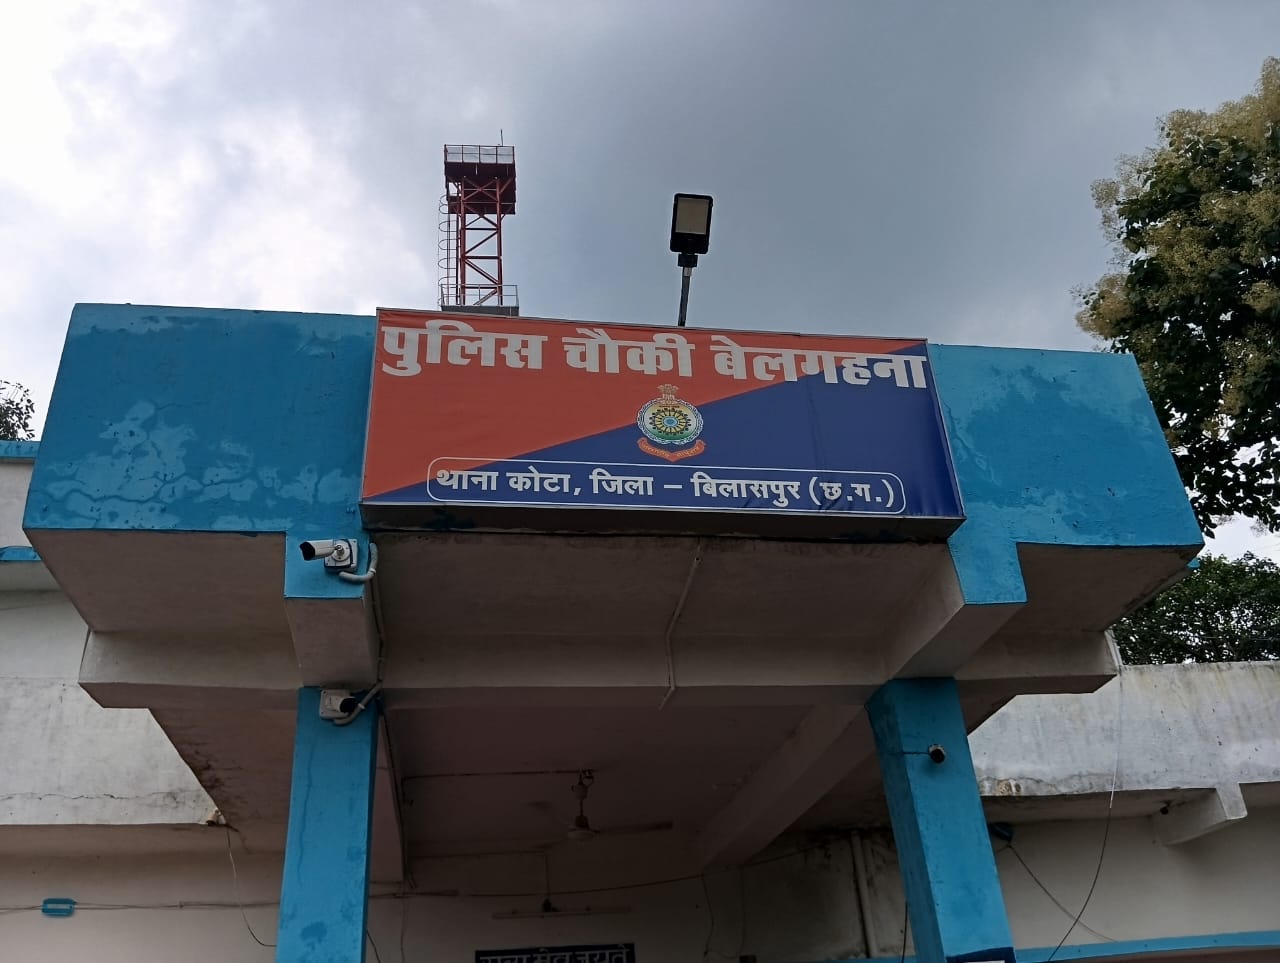 पुलिस चौकी बेलगहना
थाना कोटा, जिला – बिलासपुर (छ.ग.)